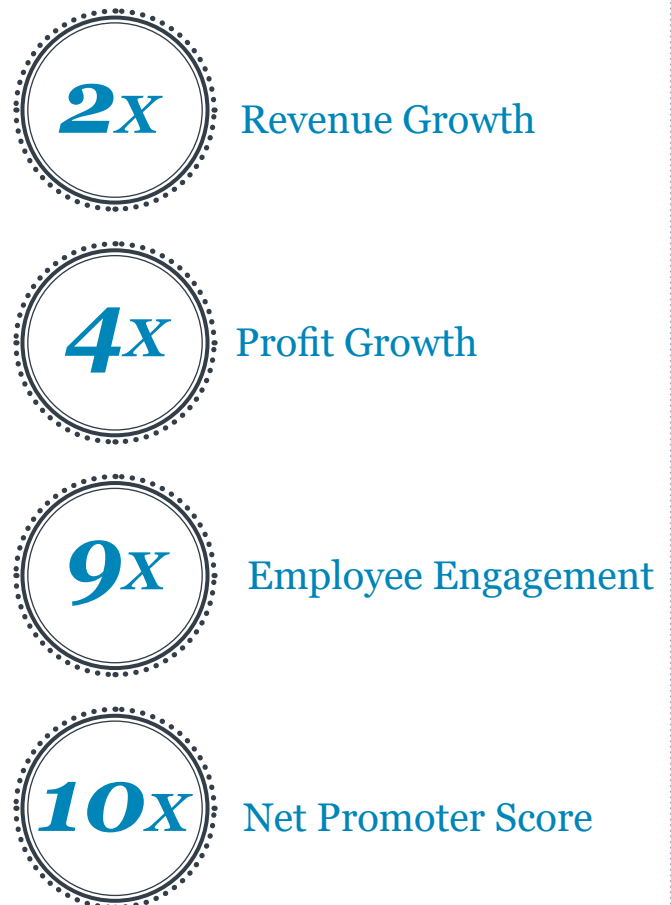 2x Revenue Growth
4x Profit Growth
9x Employee Engagement
10x Net Promoter Score